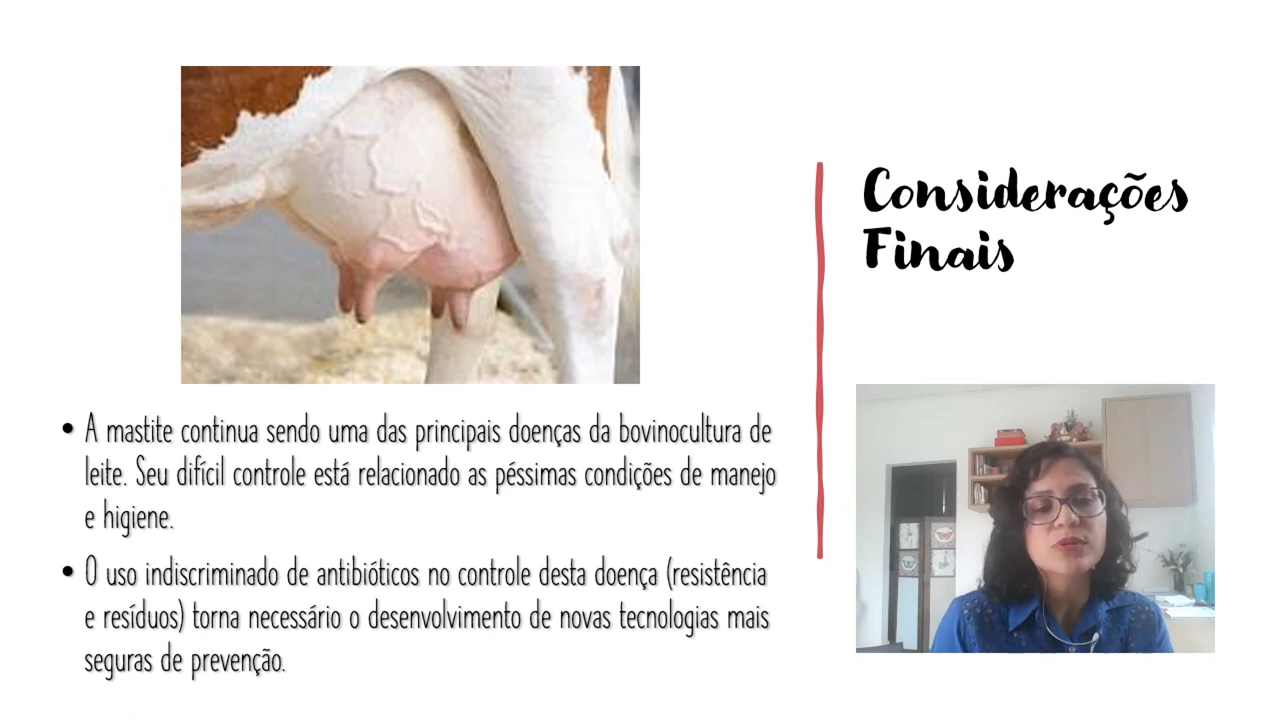 Considerações
Finais
• A mastite continua sendo uma das principais doenças da bovinocultura de
leite. Seu difícil controle está relacionado as péssimas condições de manejo
e higiene.
• O uso indiscriminado de antibióticos no controle desta doença (resistência
e resíduos) torna necessário o desenvolvimento de novas tecnologias mais
seguras de prevenção.